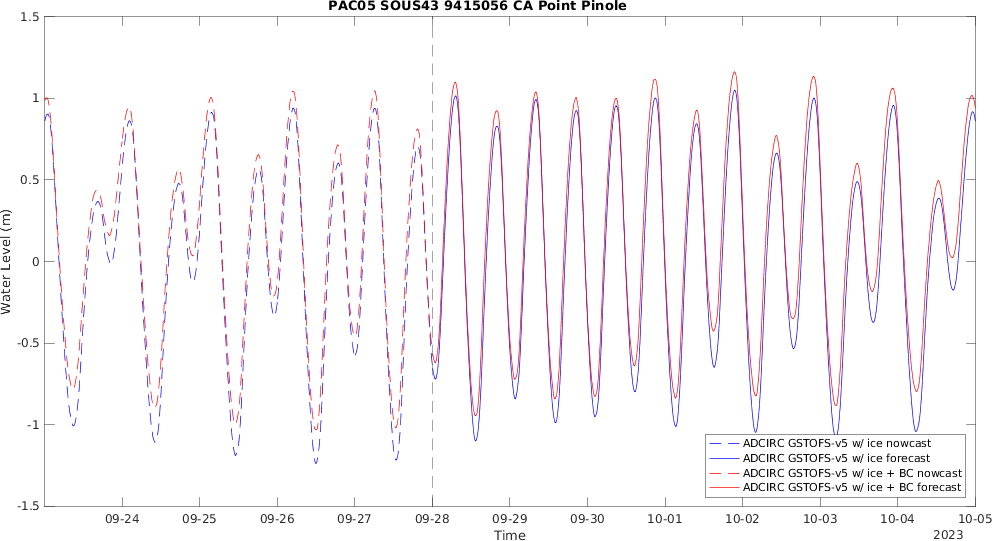 PAC05 SOUS43 9415056 CA Point Pinole
1.5
1
0.5
0
-0.5
-1
-1.5
Water Level (m)
ADCIRC GSTOFS-v5 w/ ice nowcast
ADCIRC GSTOFS-v5 w/ ice forecast
ADCIRC GSTOFS-v5 w/ ice + BC nowcast
ADCIRC GSTOFS-v5 w/ ice + BC forecast
09-24 09-25 09-26 09-27 09-28 09-29 09-30 10-01 10-02 10-03 10-04 10-05
Time
2023